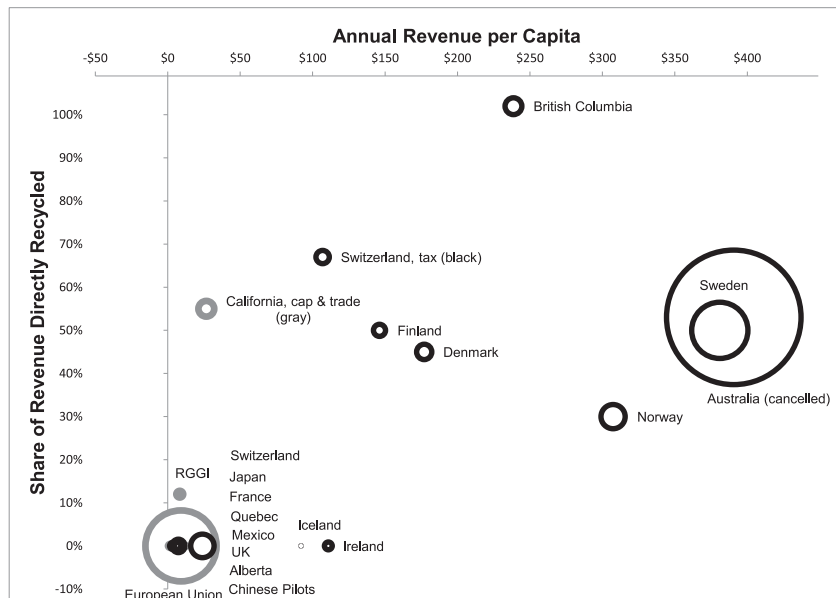 Annual Revenue per Capita
-$50 $0 $50 $100 $150 $200 $250 $300 $350 $400
Share of Revenue Directly Recycled
100%
90%
80%
70%
60%
50%
40%
30%
20%
10%
0%
-10%
British Columbia
Switzerland, tax (black)
Sweden
California, cap & trade
(gray)
Finland
Denmark
Australia (cancelled)
Norway
Switzerland
RGGI
Japan
France
Quebec
Iceland
Mexico
Ireland
UK
Alberta
Chinese Pilots
European Union